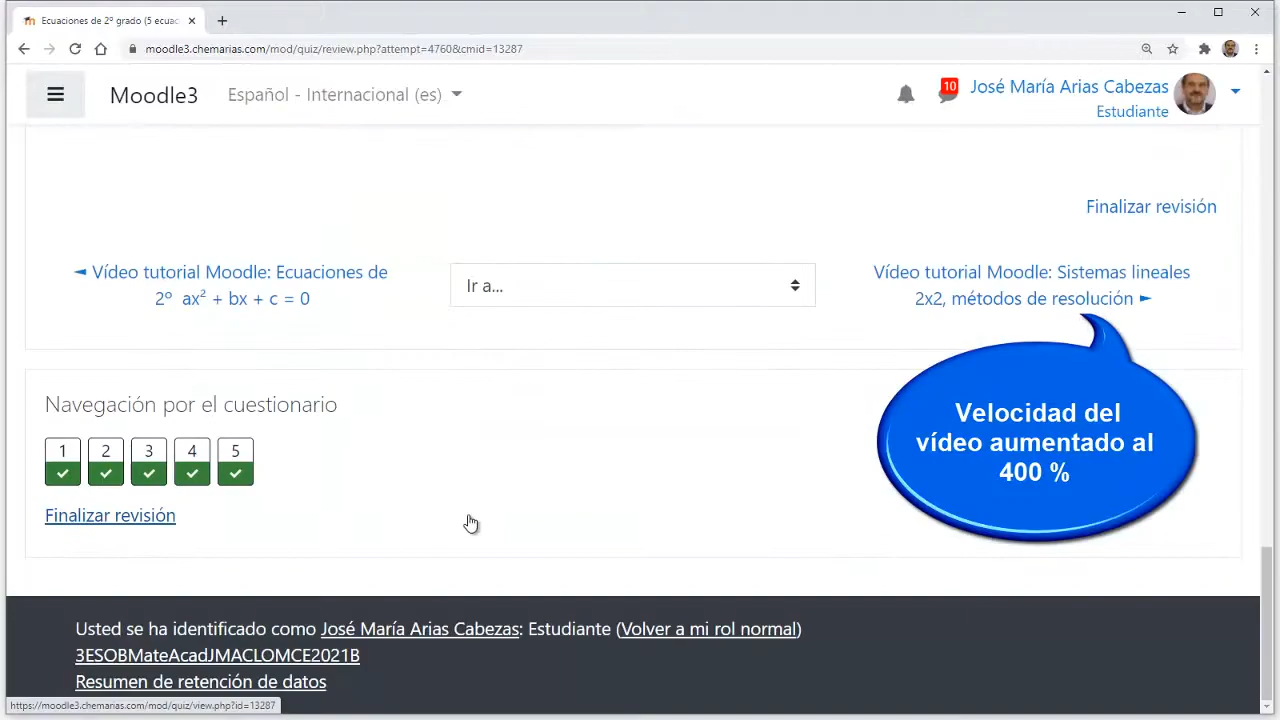 Ecuaciones de 2º grado (5 ecuac
moodle3.chemarias.com/mod/quiz/review.php?attempt=4760&cmid=13287
Moodle3
Español - Internacional (es)
10
José María Arias Cabezas
Estudiante
Finalizar revisión
◄ Vídeo tutorial Moodle: Ecuaciones de
2º ax² + bx + c = 0
Ir a...
Vídeo tutorial Moodle: Sistemas lineales
2x2, métodos de resolución ►
Velocidad del
vídeo aumentado al
400 %
Navegación por el cuestionario
1 2 3 4 5
Finalizar revisión
Usted se ha identificado como José María Arias Cabezas: Estudiante (Volver a mi rol normal)
3ESOBMateAcadJMACLOMCE2021B
Resumen de retención de datos
https://moodle3.chemarias.com/mod/quiz/view.php?id=13287